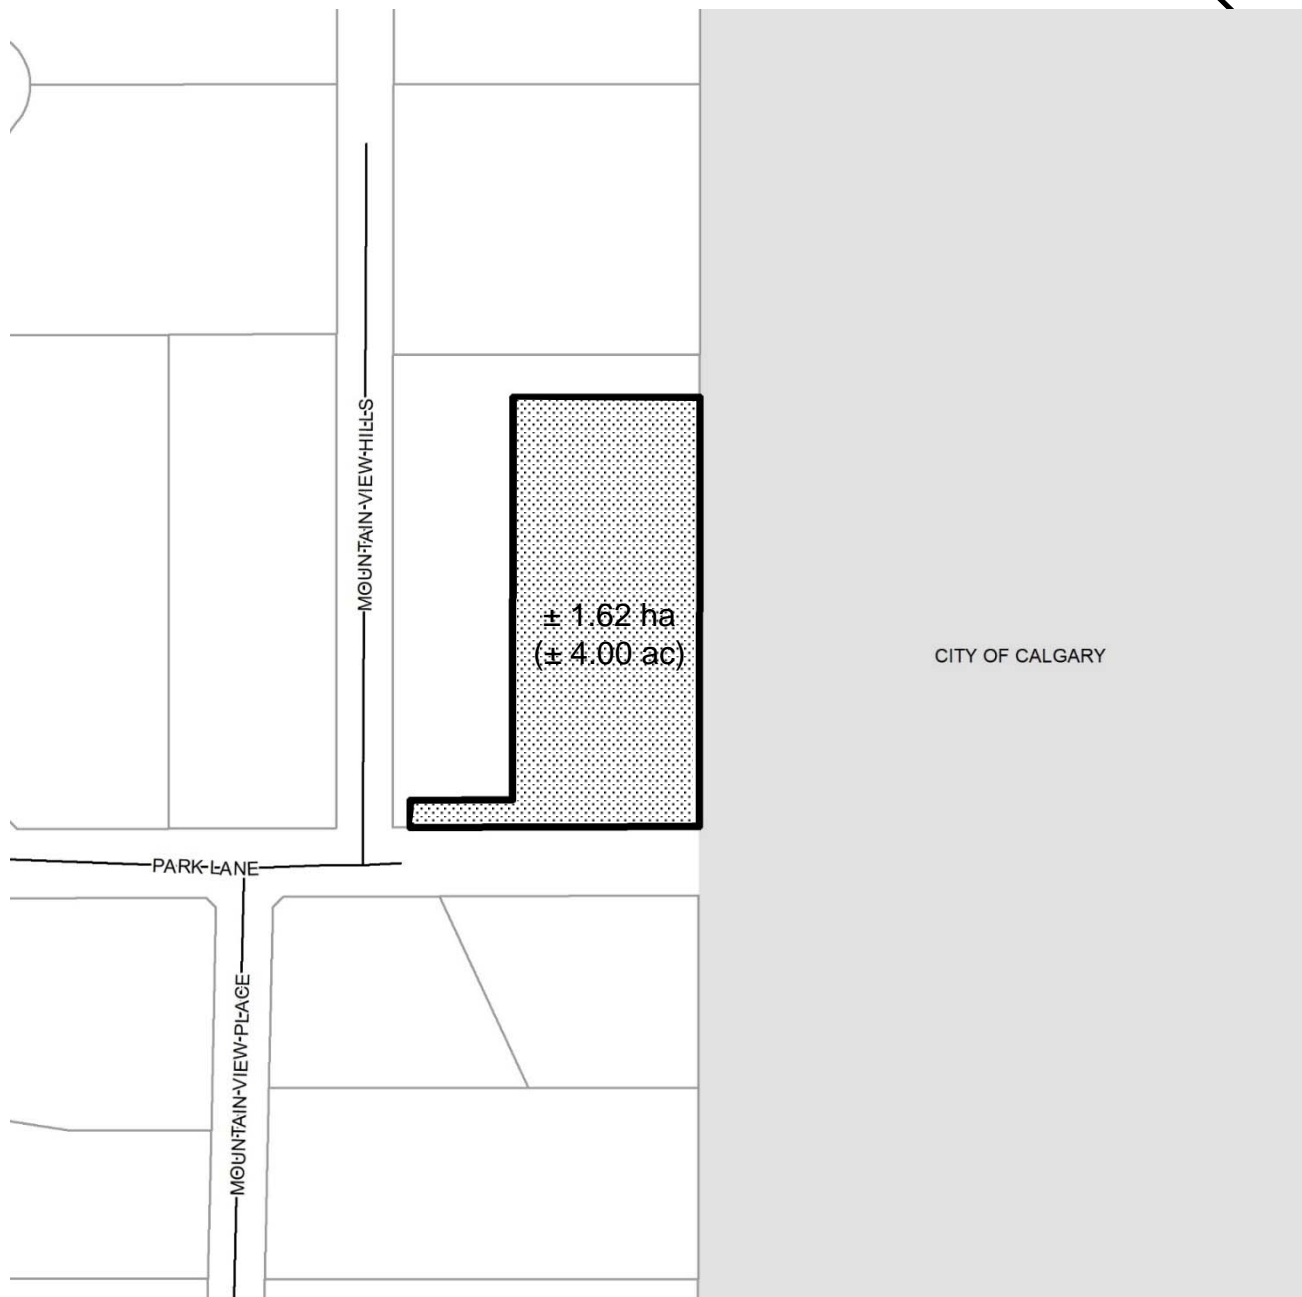 MOUNTAIN VIEW HILLS
± 1.62 ha
(± 4.00 ac)
CITY OF CALGARY
PARK LANE
MOUNTAIN VIEW PLACE